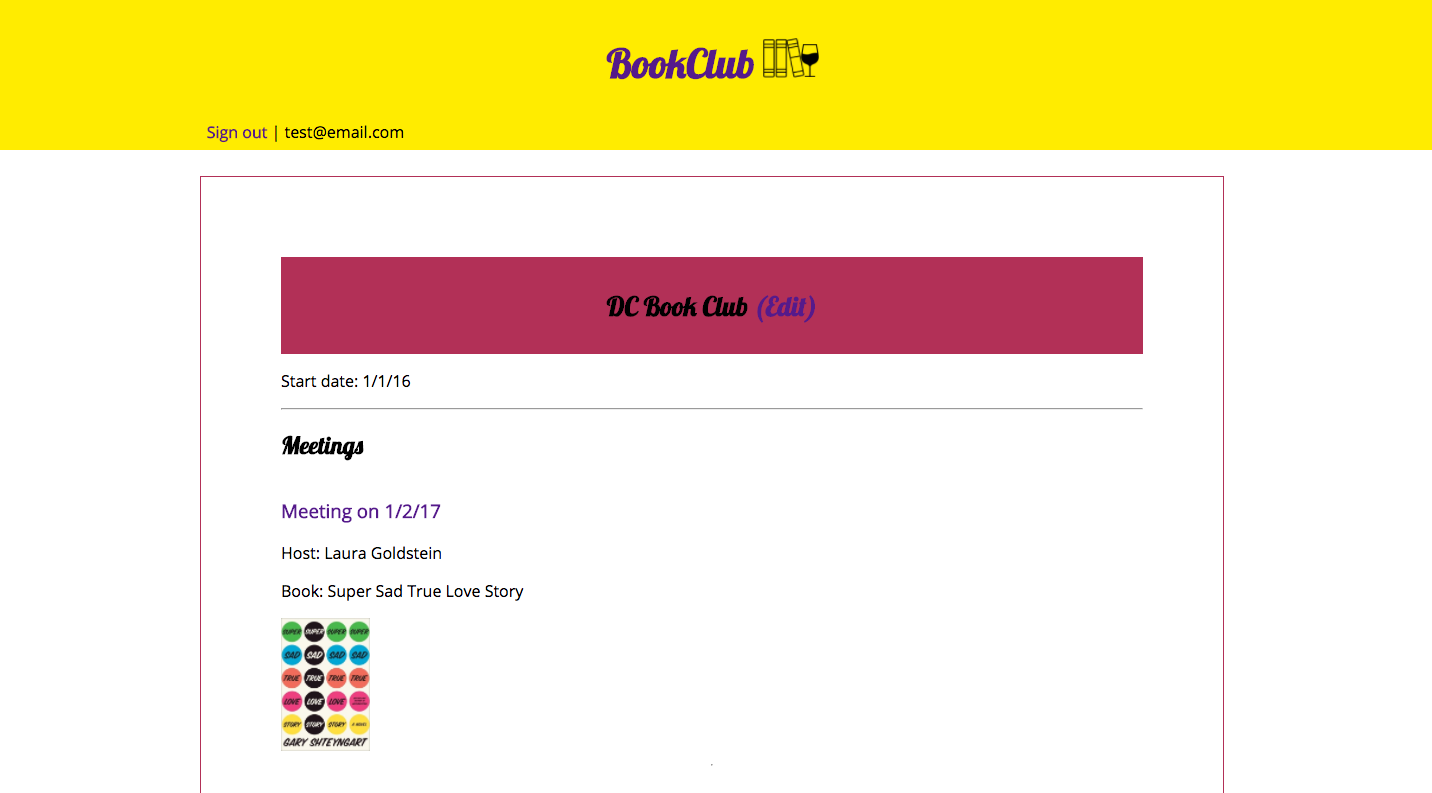 BookClub
Sign out | test@email.com
DC Book Club (Edit)
Start date: 1/1/16
Meetings
Meeting on 1/2/17
Host: Laura Goldstein
Book: Super Sad True Love Story
SUPER SUPER SUPER SUPER
SAD SAD SAD SAD
TRUE TRUE TRUE TRUE
LOVE LOVE LOVE
STORY STORY STORY A NOVEL
GARY SHTEYNGART